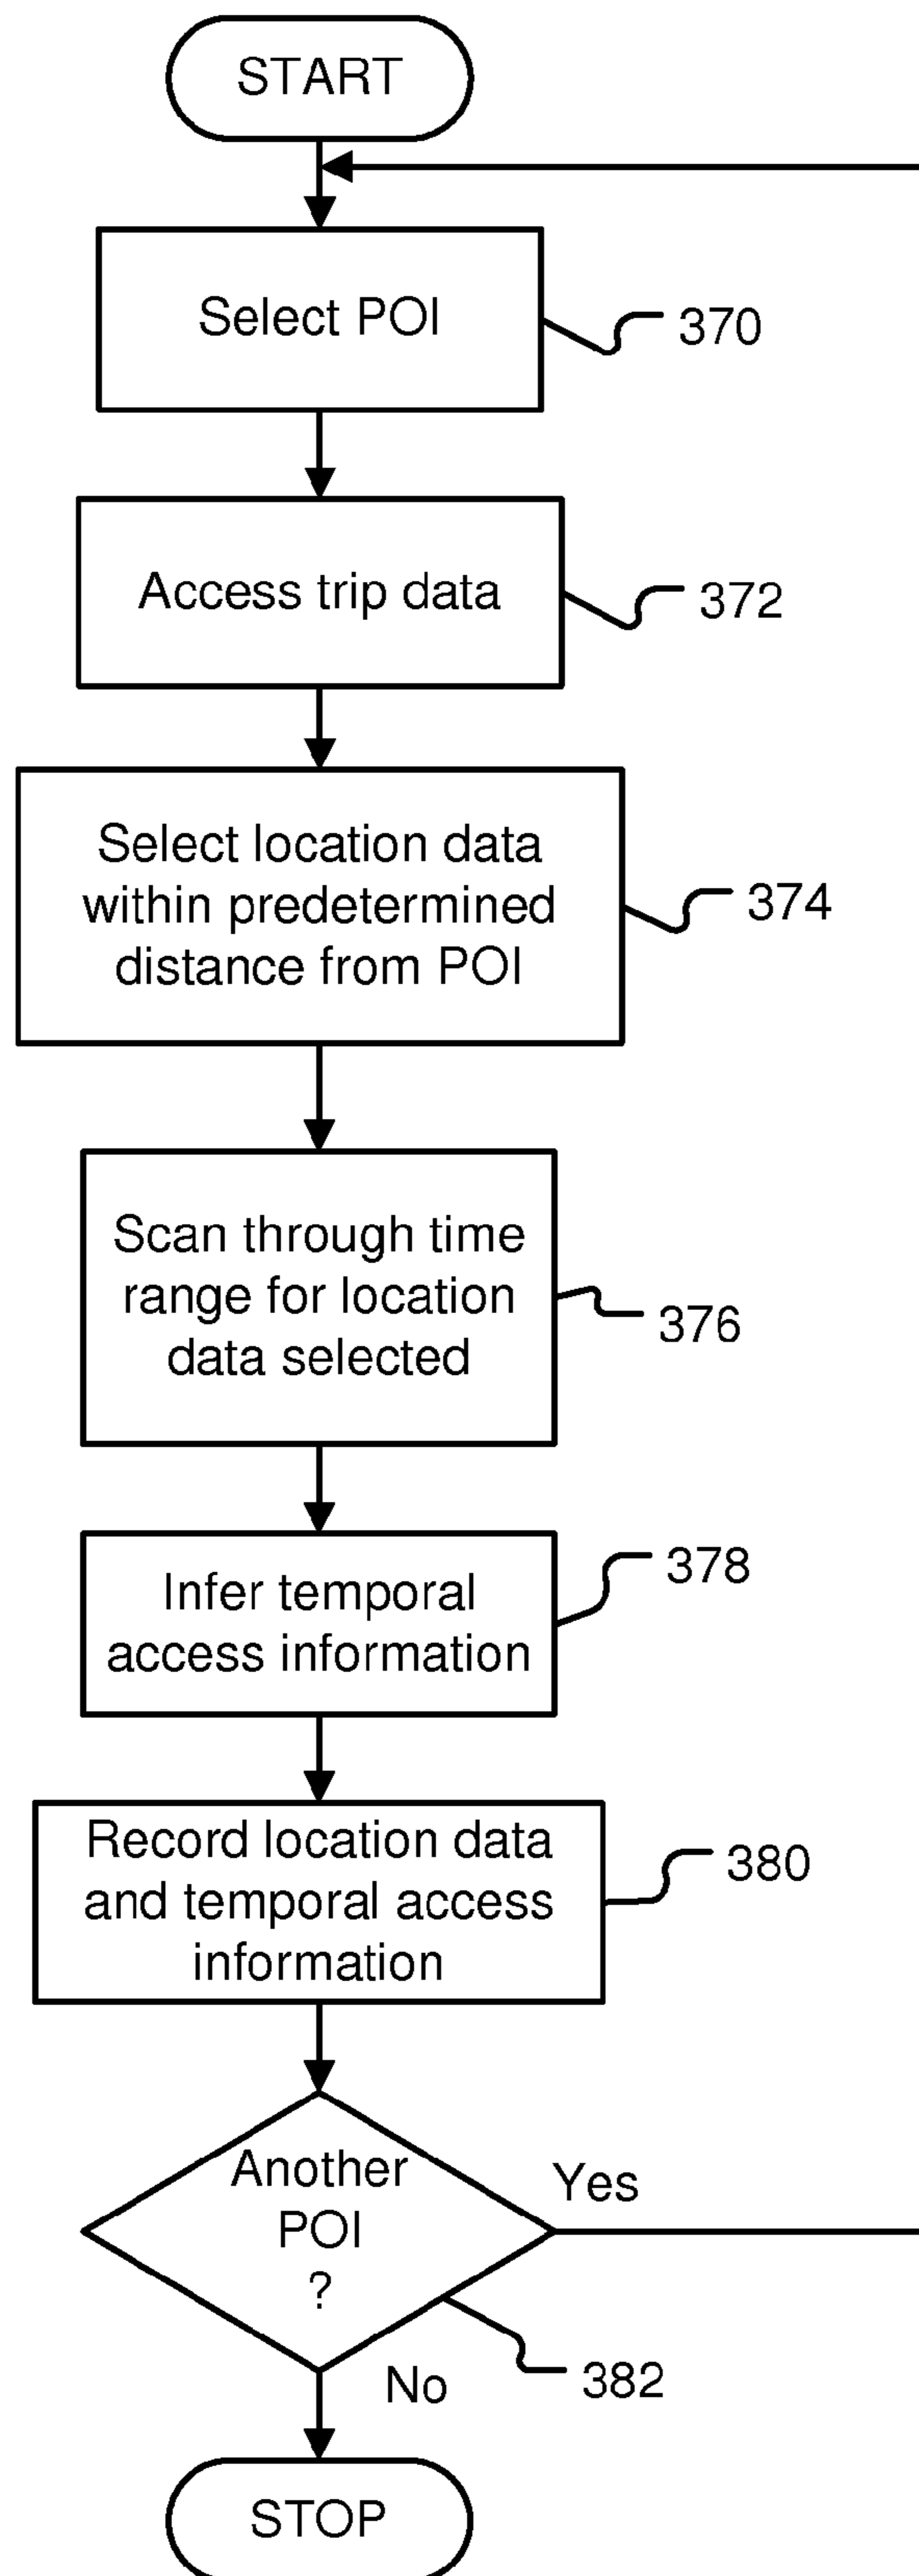 START
Select POI
370
Access trip data
372
Select location data
within predetermined
distance from POI
374
Scan through time
range for location
data selected
376
Infer temporal
access information
378
Record location data
and temporal access
information
380
Another
POI
?
Yes
382
No
STOP